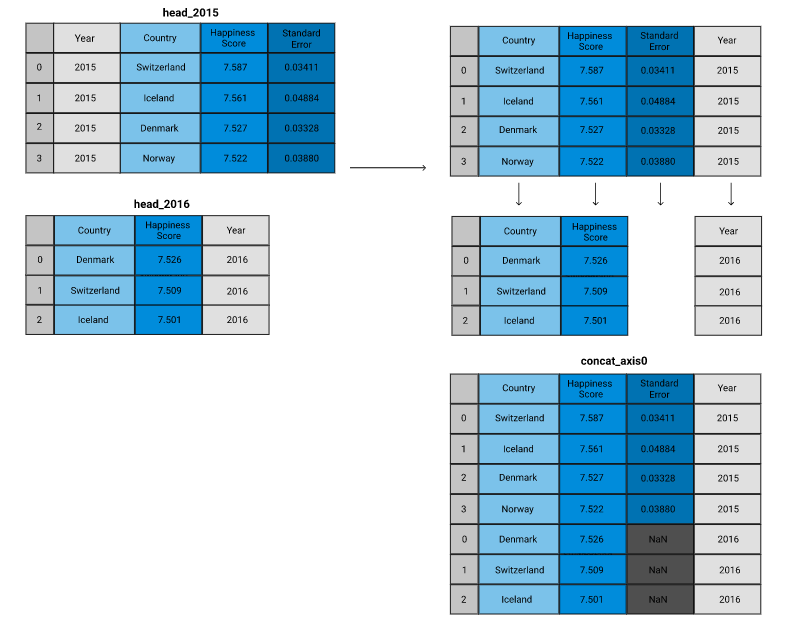 head_2015
Year Country Happiness Score Standard Error
0 2015 Switzerland 7.587 0.03411
1 2015 Iceland 7.561 0.04884
2 2015 Denmark 7.527 0.03328
3 2015 Norway 7.522 0.03880
head_2016
Country Happiness Score Year
0 Denmark 7.526 2016
1 Switzerland 7.509 2016
2 Iceland 7.501 2016
Country Happiness Score Standard Error Year
0 Switzerland 7.587 0.03411 2015
1 Iceland 7.561 0.04884 2015
2 Denmark 7.527 0.03328 2015
3 Norway 7.522 0.03880 2015
Country Happiness Score Year
0 Denmark 7.526 2016
1 Switzerland 7.509 2016
2 Iceland 7.501 2016
concat_axis0
Country Happiness Score Standard Error Year
0 Switzerland 7.587 0.03411 2015
1 Iceland 7.561 0.04884 2015
2 Denmark 7.527 0.03328 2015
3 Norway 7.522 0.03880 2015
0 Denmark 7.526 NaN 2016
1 Switzerland 7.509 NaN 2016
2 Iceland 7.501 NaN 2016